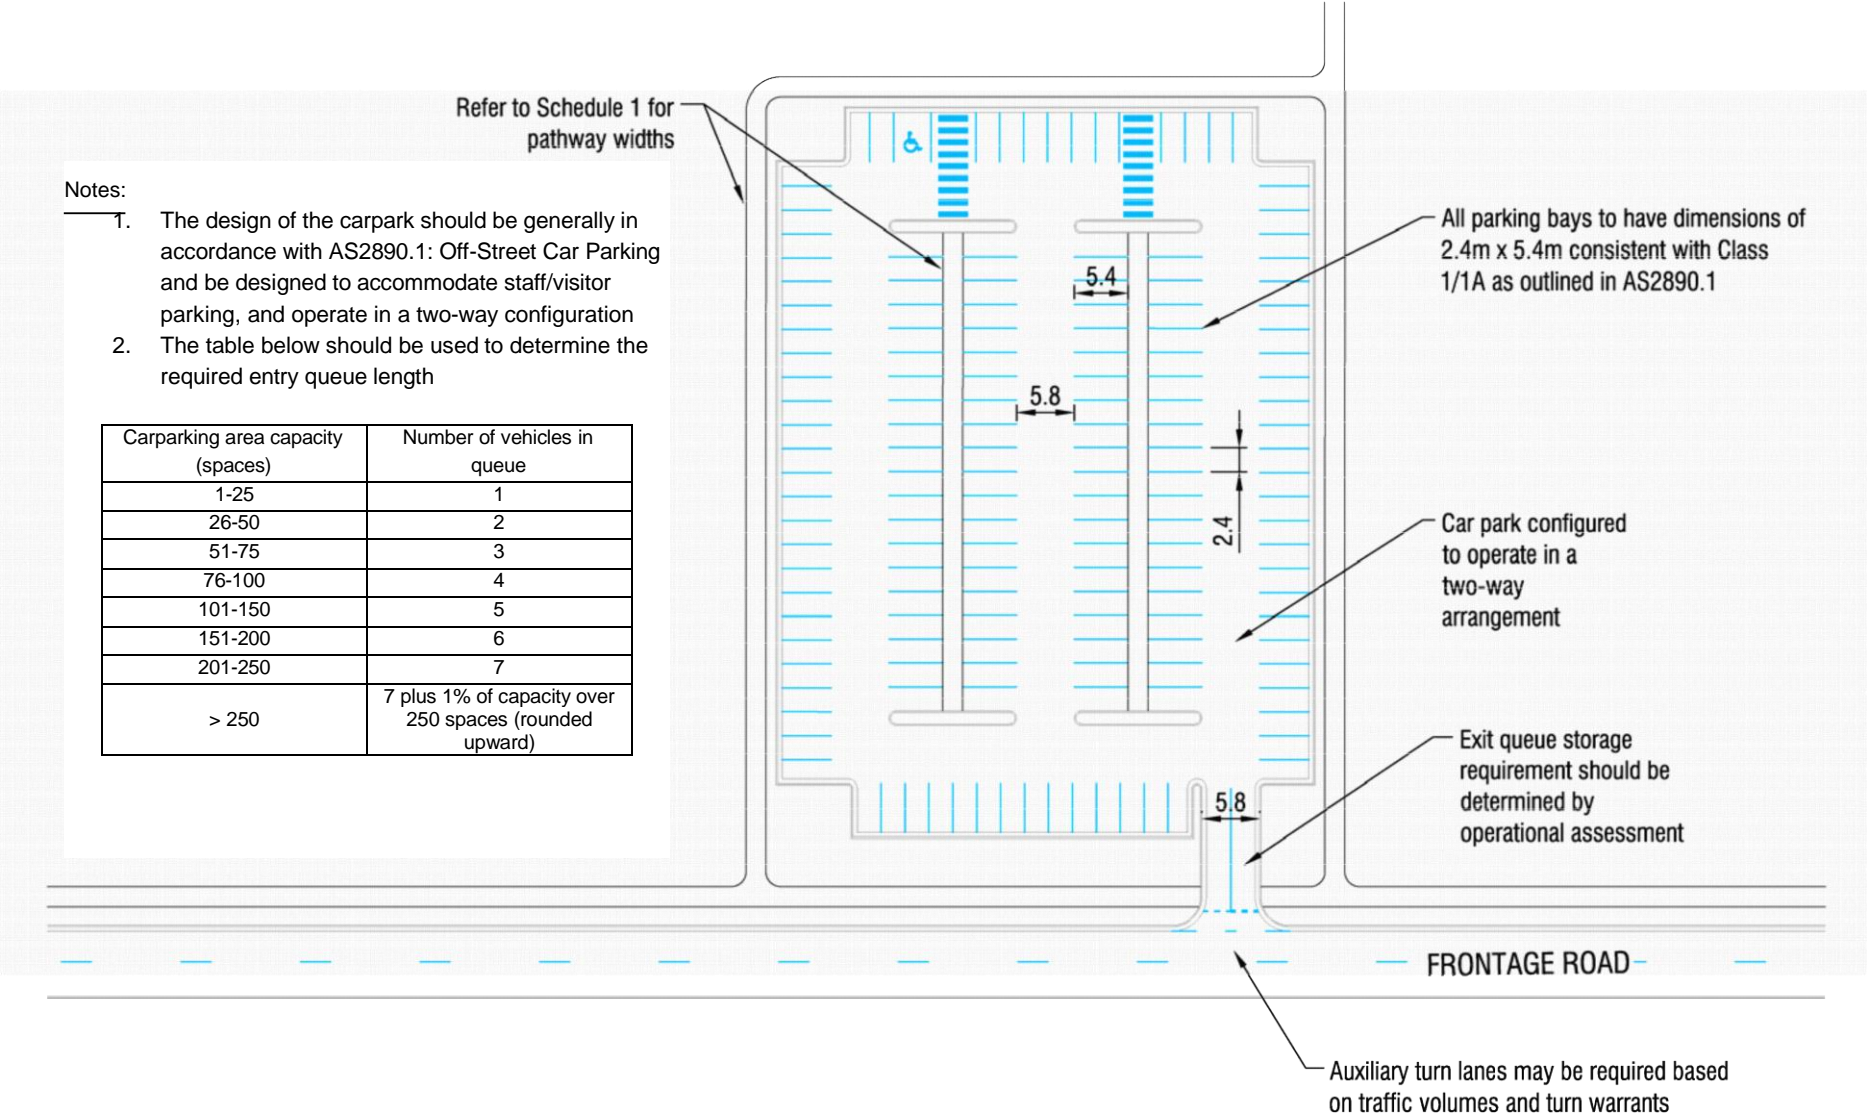 Refer to Schedule 1 for
pathway widths
Notes:
1. The design of the carpark should be generally in
accordance with AS2890.1: Off-Street Car Parking
and be designed to accommodate staff/visitor
parking, and operate in a two-way configuration
2. The table below should be used to determine the
required entry queue length
Carparking area capacity
(spaces)
Number of vehicles in
queue
1-25
1
26-50
2
51-75
3
76-100
4
101-150
5
151-200
6
201-250
7
> 250
7 plus 1% of capacity over
250 spaces (rounded
upward)
5.4
5.8
2.4
5.8
All parking bays to have dimensions of
2.4m x 5.4m consistent with Class
1/1A as outlined in AS2890.1
Car park configured
to operate in a
two-way
arrangement
Exit queue storage
requirement should be
determined by
operational assessment
FRONTAGE ROAD
Auxiliary turn lanes may be required based
on traffic volumes and turn warrants